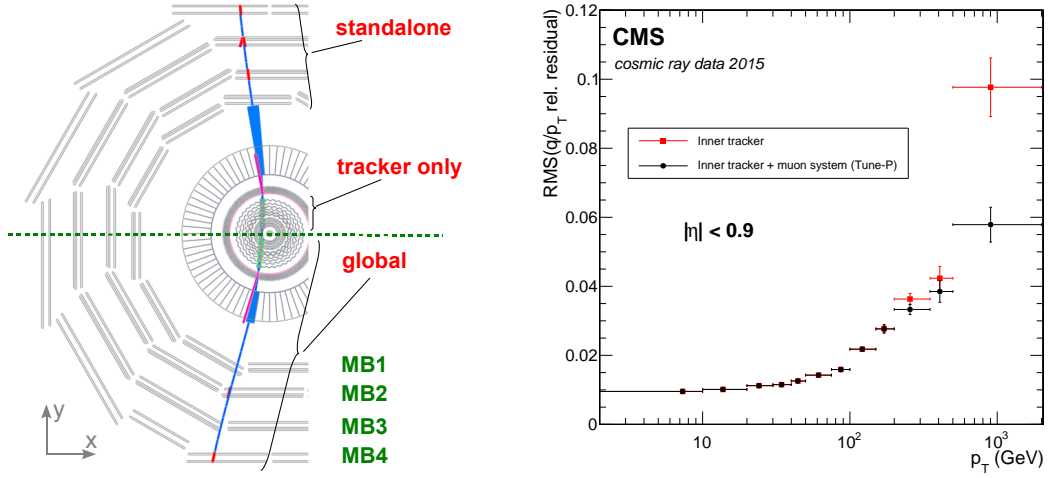 standalone
tracker only
global
MB1
MB2
MB3
MB4
y
x
RMS(q/p_T rel. residual)
0.12
0.1
0.08
0.06
0.04
0.02
0
CMS
cosmic ray data 2015
Inner tracker
Inner tracker + muon system (Tune-P)
|η| < 0.9
10
10²
10³
p_T (GeV)